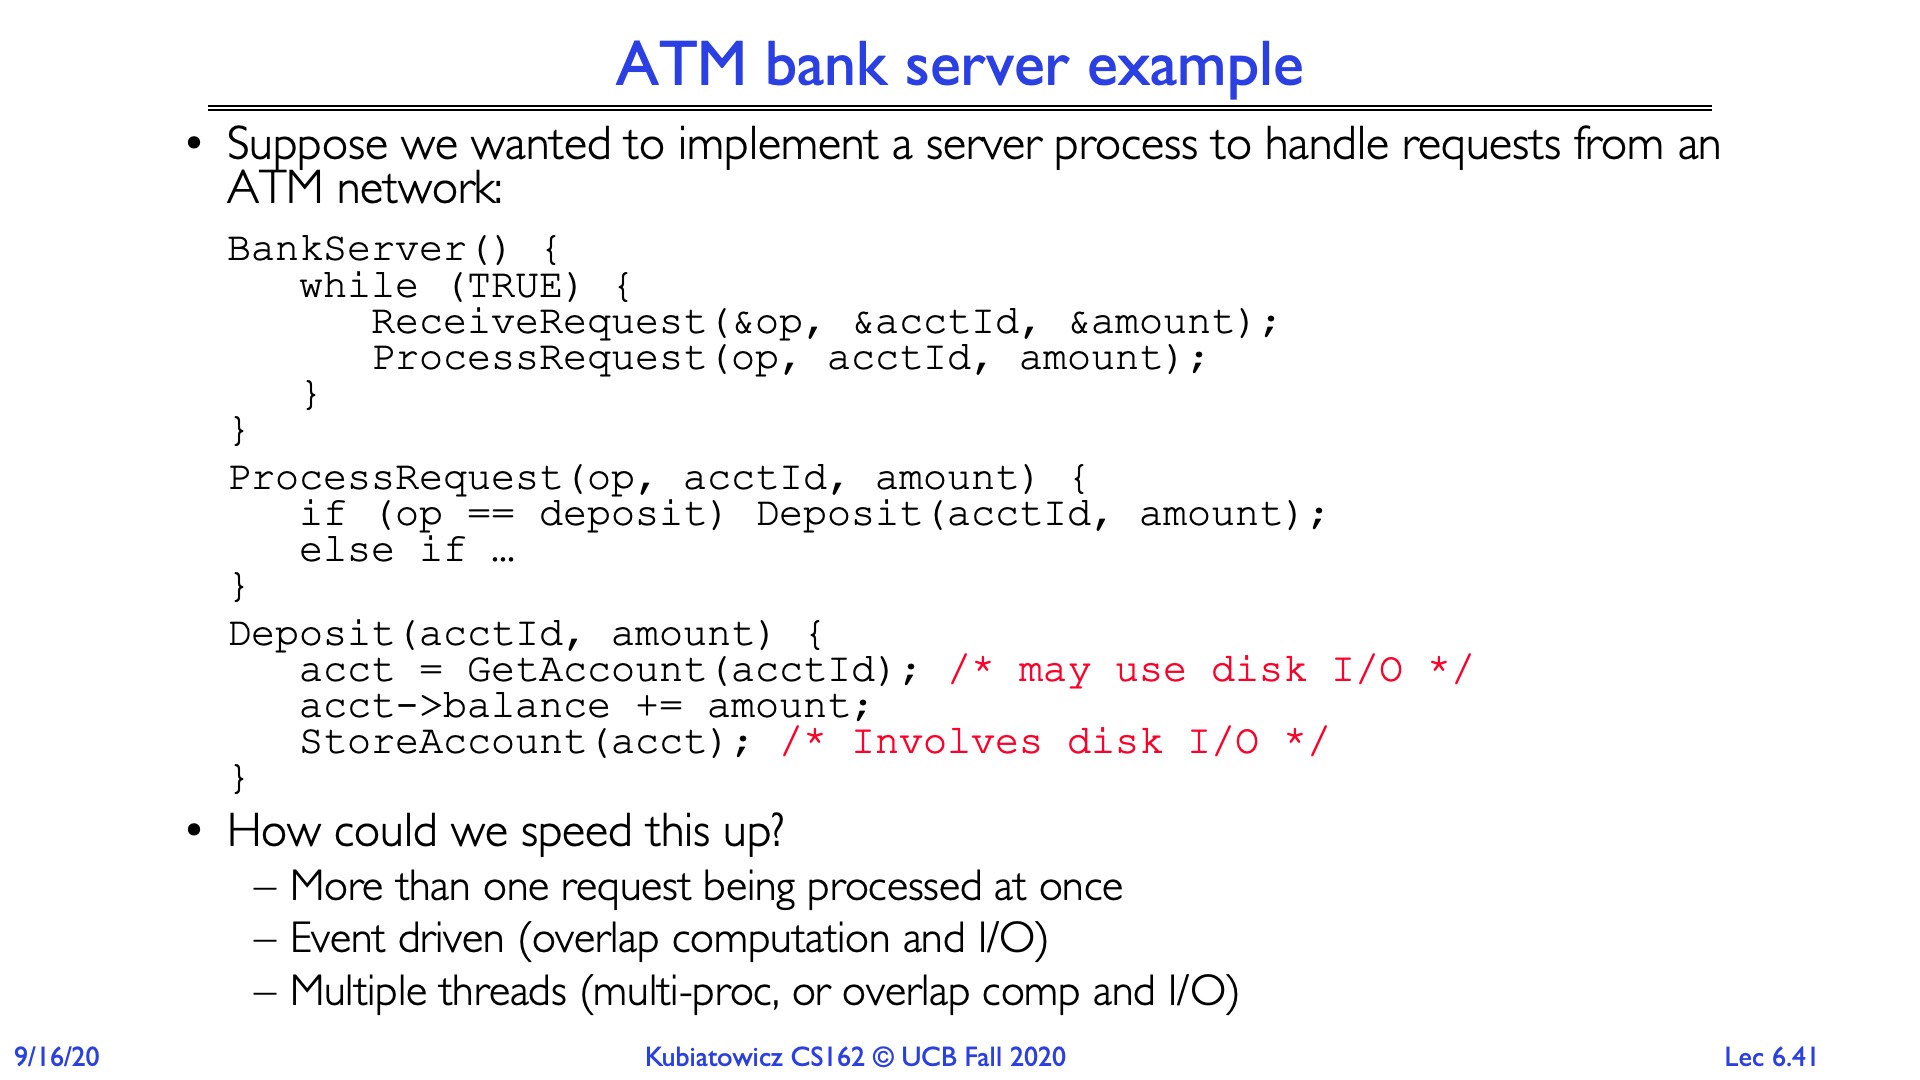 ATM bank server example
• Suppose we wanted to implement a server process to handle requests from an
ATM network:
BankServer() {
   while (TRUE) {
      ReceiveRequest(&op, &acctId, &amount);
      ProcessRequest(op, acctId, amount);
   }
}
ProcessRequest(op, acctId, amount) {
   if (op == deposit) Deposit(acctId, amount);
   else if …
}
Deposit(acctId, amount) {
   acct = GetAccount(acctId); /* may use disk I/O */
   acct->balance += amount;
   StoreAccount(acct); /* Involves disk I/O */
}
• How could we speed this up?
– More than one request being processed at once
– Event driven (overlap computation and I/O)
– Multiple threads (multi-proc, or overlap comp and I/O)
9/16/20
Kubiatowicz CS162 © UCB Fall 2020
Lec 6.41